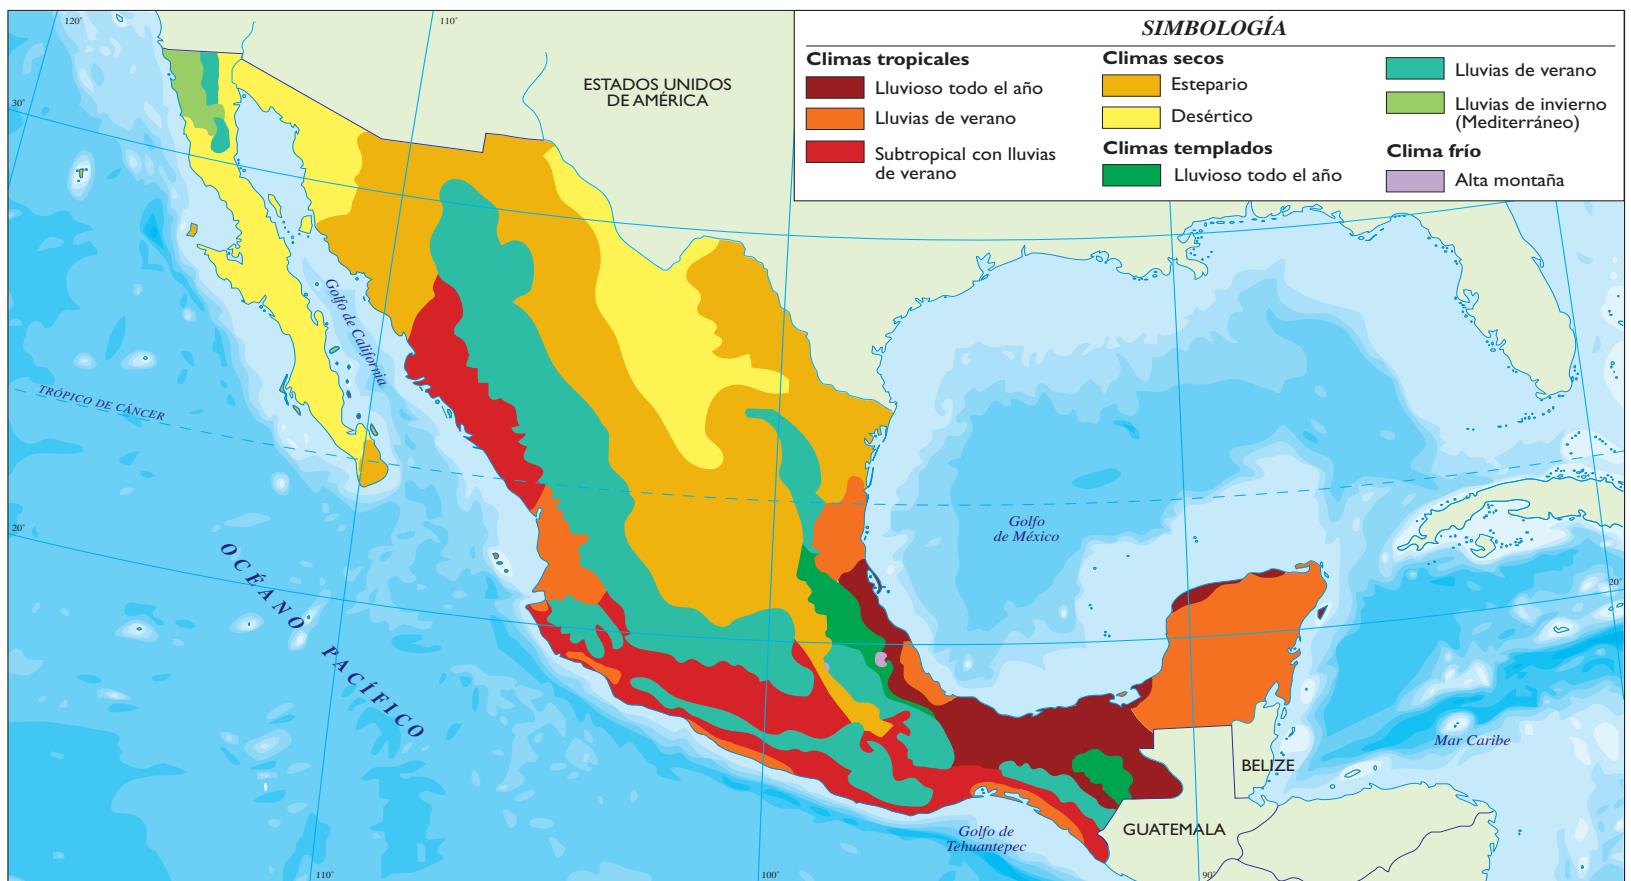 SIMBOLOGÍA
Climas tropicales
Lluvioso todo el año
Lluvias de verano
Subtropical con lluvias
de verano
Climas secos
Estepario
Desértico
Climas templados
Lluvioso todo el año
Lluvias de verano
Lluvias de invierno
(Mediterráneo)
Clima frío
Alta montaña
120°
110°
30°
ESTADOS UNIDOS
DE AMÉRICA
Golfo de California
TRÓPICO DE CÁNCER
20°
Golfo
de México
20°
OCÉANO PACÍFICO
Mar Caribe
BELIZE
GUATEMALA
Golfo de
Tehuantepec
110°
100°
90°